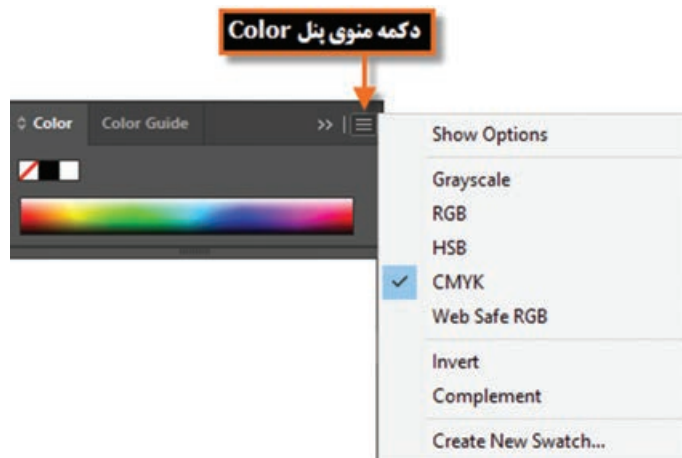 دکمه منوی پنل Color
Color
Color Guide
Show Options
Grayscale
RGB
HSB
CMYK
Web Safe RGB
Invert
Complement
Create New Swatch...